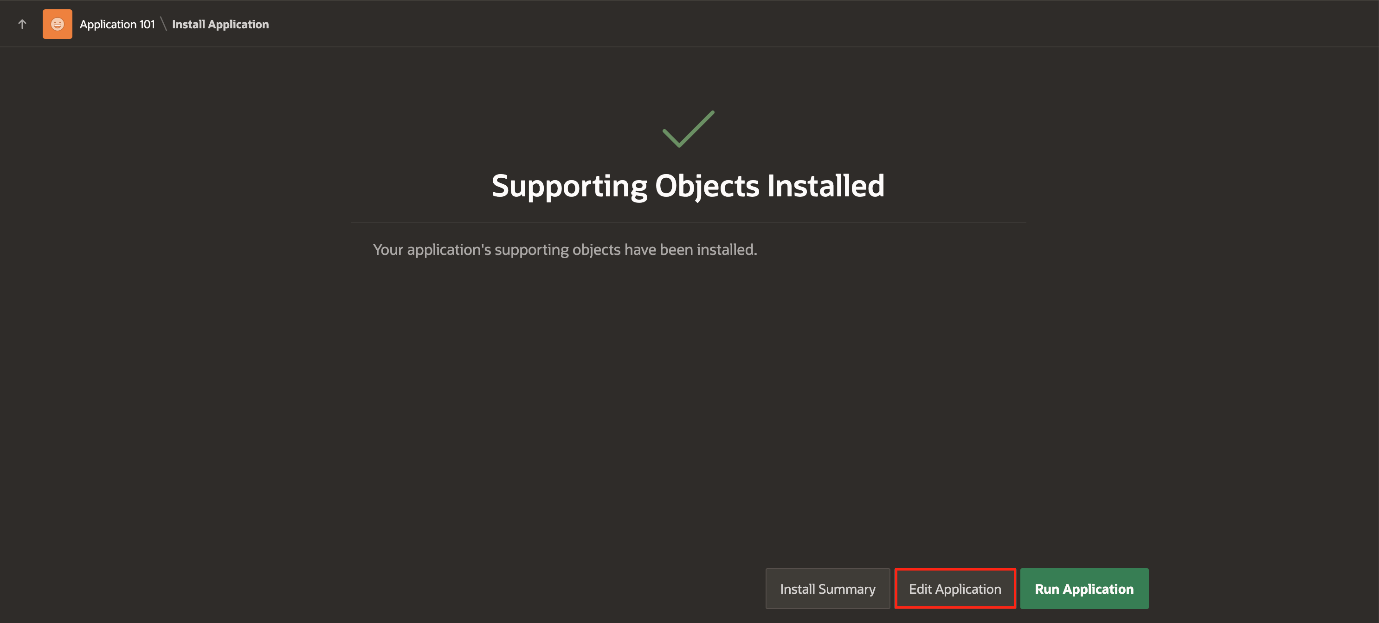 Application 101 \ Install Application
Supporting Objects Installed
Your application's supporting objects have been installed.
Install Summary Edit Application Run Application